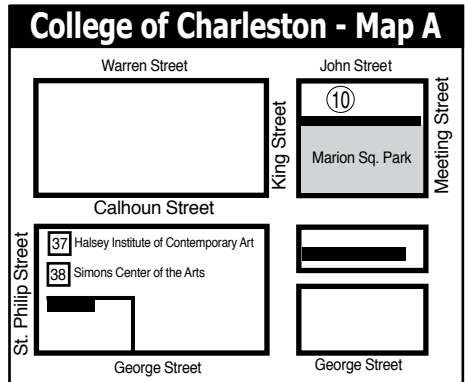 College of Charleston - Map A
Warren Street
John Street
10
King Street
Marion Sq. Park
Meeting Street
Calhoun Street
St. Philip Street
37 Halsey Institute of Contemporary Art
38 Simons Center of the Arts
George Street
George Street